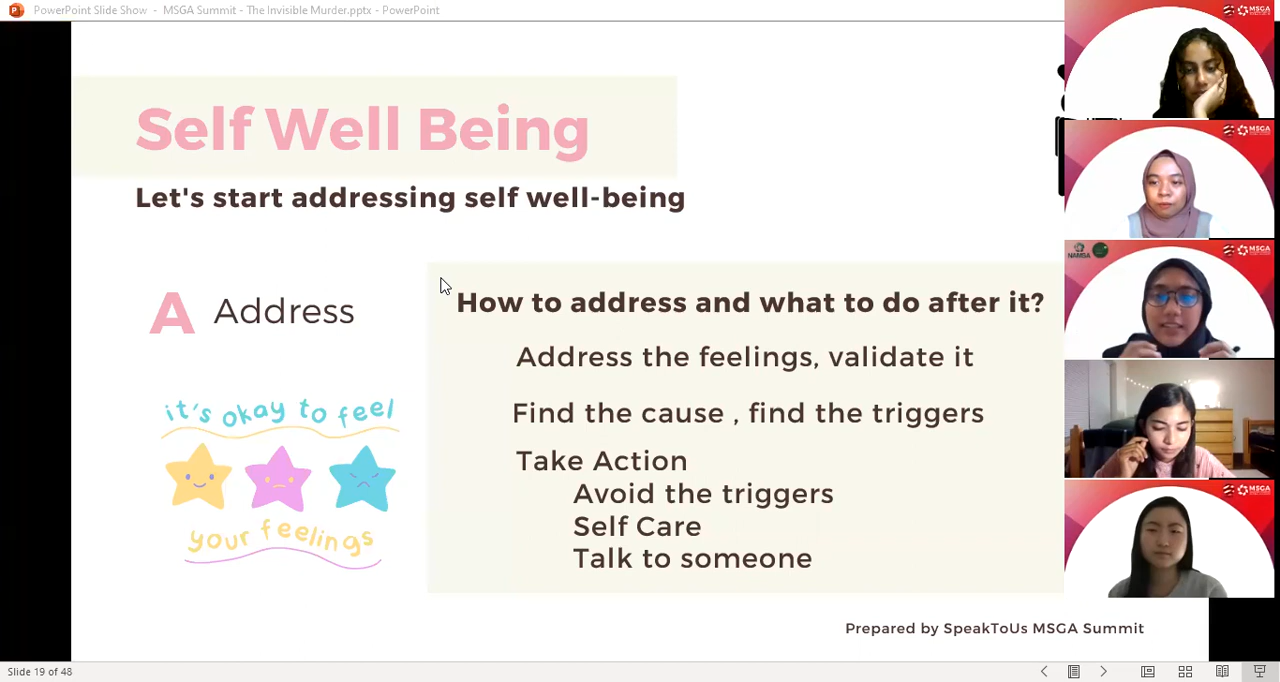 PowerPoint Slide Show - MSGA Summit - The Invisible Murder.pptx - PowerPoint
Self Well Being
Let's start addressing self well-being
A Address
it's okay to feel
your feelings
How to address and what to do after it?
Address the feelings, validate it
Find the cause , find the triggers
Take Action
Avoid the triggers
Self Care
Talk to someone
Prepared by SpeakToUs MSGA Summit
MSGA
MSGA
NAMSA
MSGA
MSGA
Slide 19 of 48